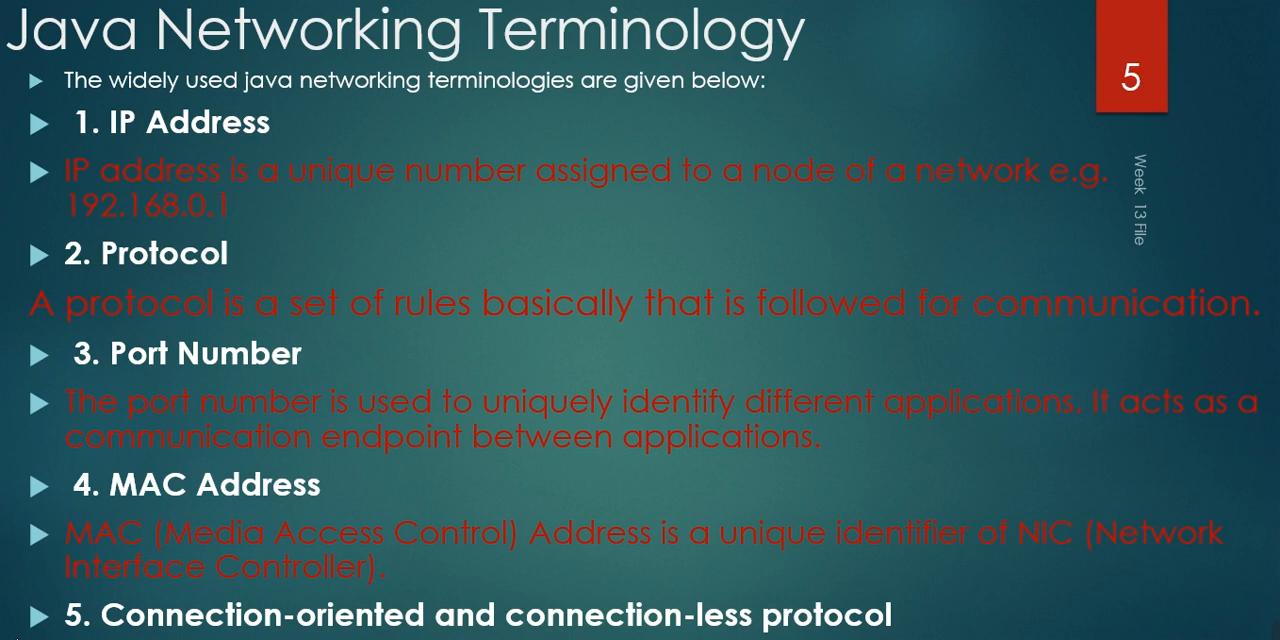 Java Networking Terminology
5
The widely used java networking terminologies are given below:
1. IP Address
IP address is a unique number assigned to a node of a network e.g.
192.168.0.1
Week 13 File
2. Protocol
A protocol is a set of rules basically that is followed for communication.
3. Port Number
The port number is used to uniquely identify different applications. It acts as a
communication endpoint between applications.
4. MAC Address
MAC (Media Access Control) Address is a unique identifier of NIC (Network
Interface Controller).
5. Connection-oriented and connection-less protocol